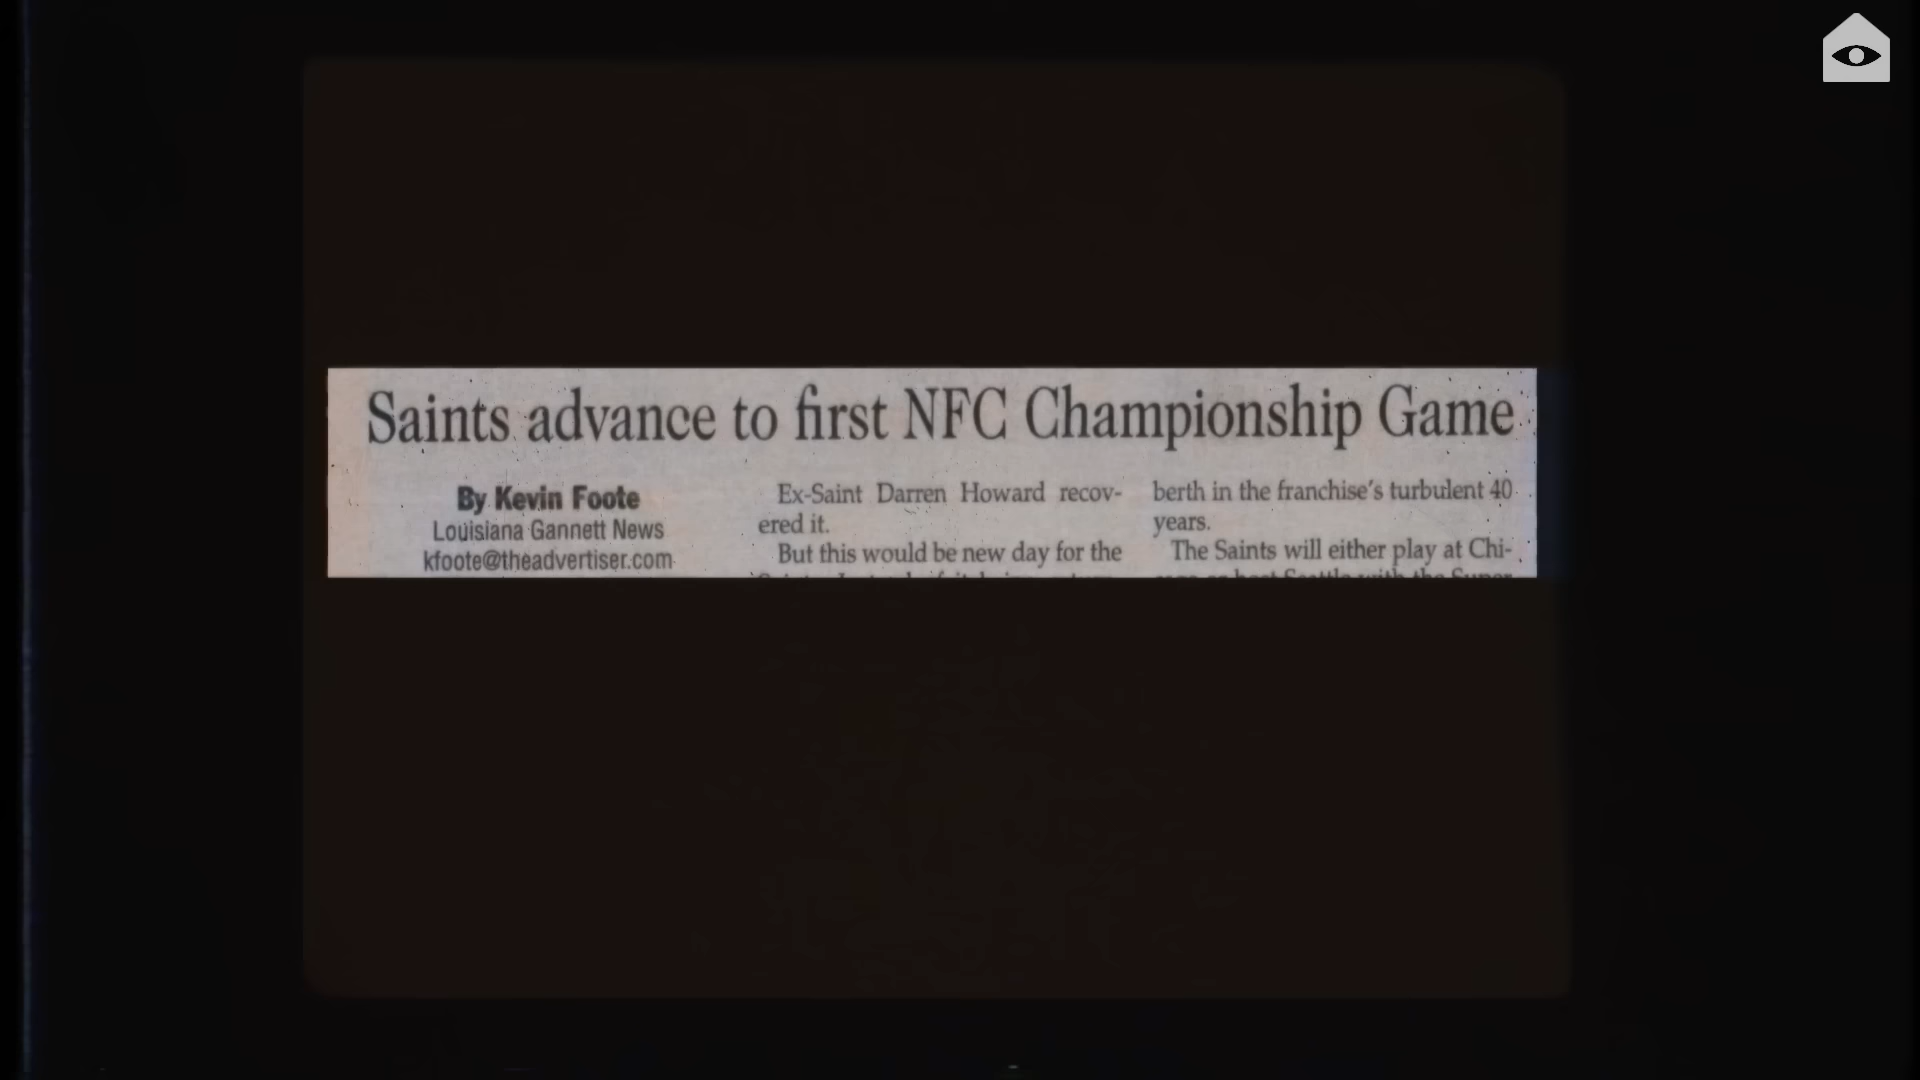 Saints advance to first NFC Championship Game
By Kevin Foote
Louisiana Gannett News
kfoote@theadvertiser.com
Ex-Saint Darren Howard recov-
ered it.
But this would be new day for the
berth in the franchise's turbulent 40
years.
The Saints will either play at Chi-